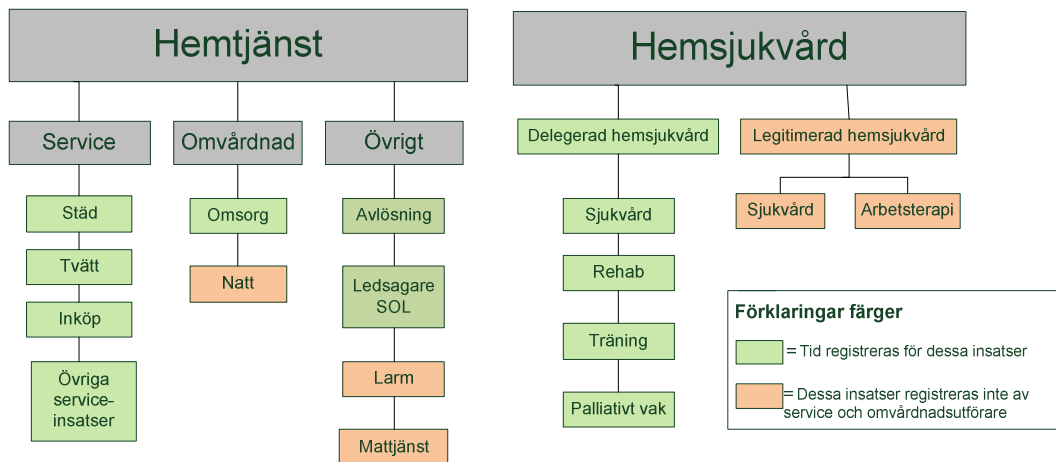 Hemtjänst
Service
Städ
Tvätt
Inköp
Övriga
service-
insatser
Omvårdnad
Omsorg
Natt
Övrigt
Avlösning
Ledsagare
SOL
Larm
Mattjänst
Hemsjukvård
Delegerad hemsjukvård
Sjukvård
Rehab
Träning
Palliativt vak
Legitimerad hemsjukvård
Sjukvård
Arbetsterapi
Förklaringar färger
= Tid registreras för dessa insatser
= Dessa insatser registreras inte av
service och omvårdnadsutförare